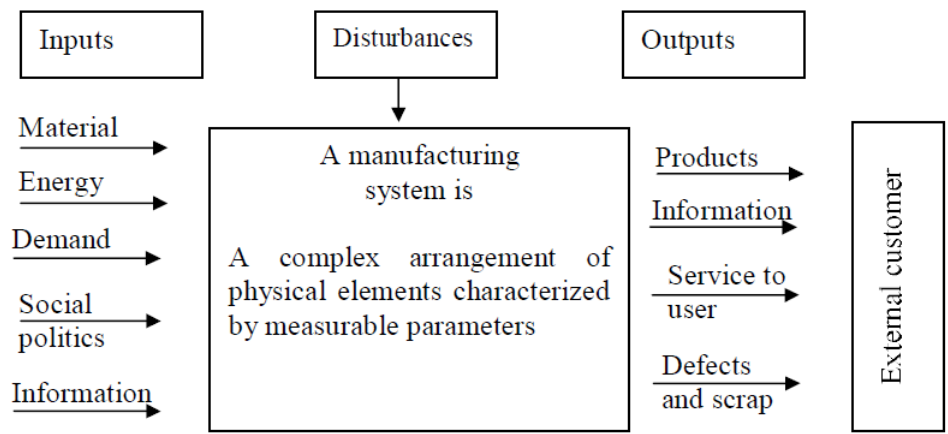 Inputs
Disturbances
Outputs
Material
Energy
Demand
Social
politics
Information
A manufacturing
system is
A complex arrangement of
physical elements characterized
by measurable parameters
Products
Information
Service to
user
Defects
and scrap
External customer